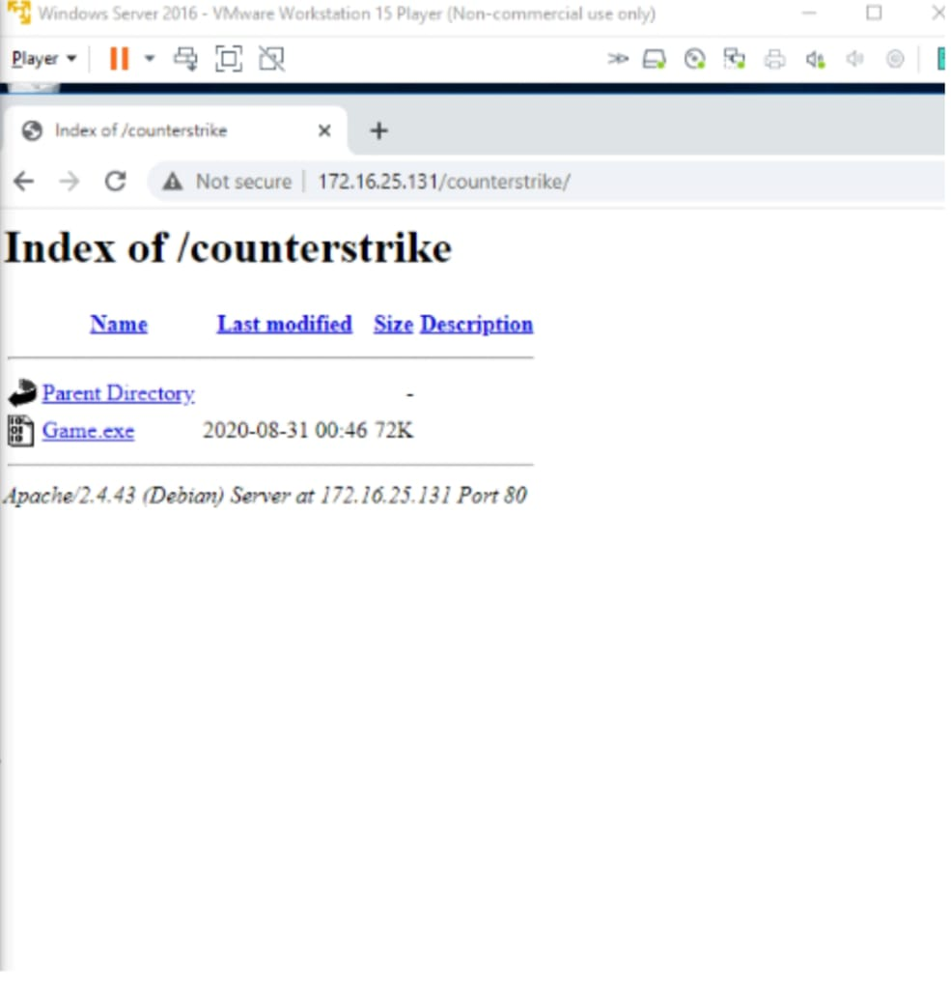 Windows Server 2016 - VMware Workstation 15 Player (Non-commercial use only)
Player
Index of /counterstrike
Not secure | 172.16.25.131/counterstrike/
Index of /counterstrike
Name Last modified Size Description
Parent Directory -
Game.exe 2020-08-31 00:46 72K
Apache/2.4.43 (Debian) Server at 172.16.25.131 Port 80